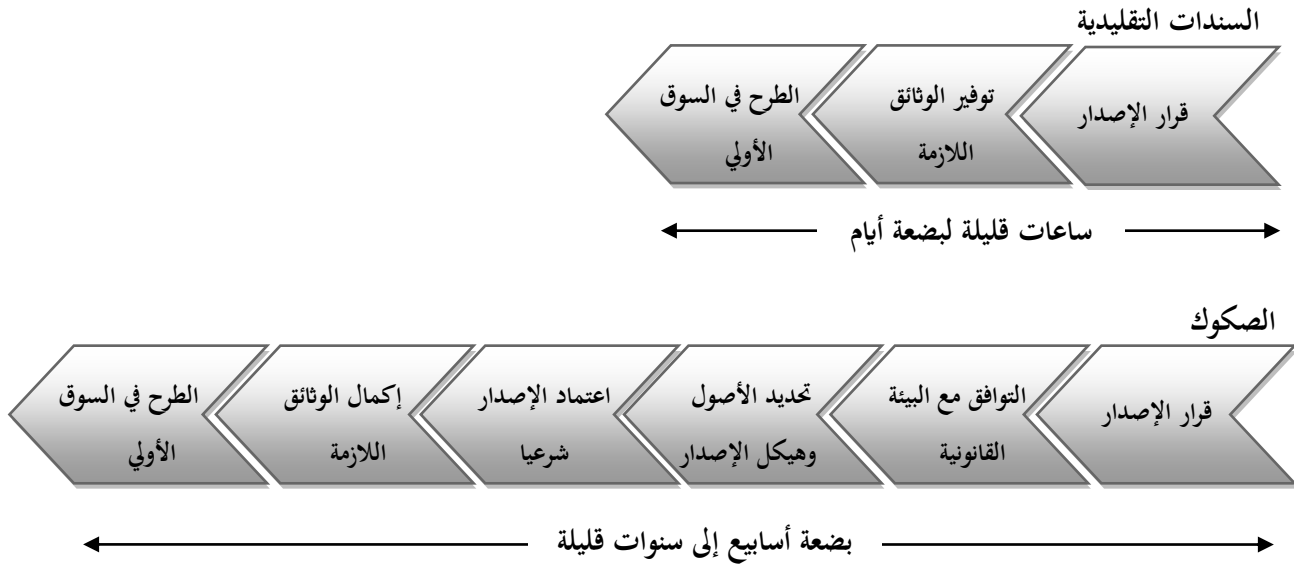 السندات التقليدية
قرار الإصدار
توفير الوثائق
اللازمة
الطرح في السوق
الأولي
ساعات قليلة لبضعة أيام
الصكوك
قرار الإصدار
التوافق مع البيئة
القانونية
تحديد الأصول
وهيكل الإصدار
اعتماد الإصدار
شرعيا
إكمال الوثائق
اللازمة
الطرح في السوق
الأولي
بضعة أسابيع إلى سنوات قليلة